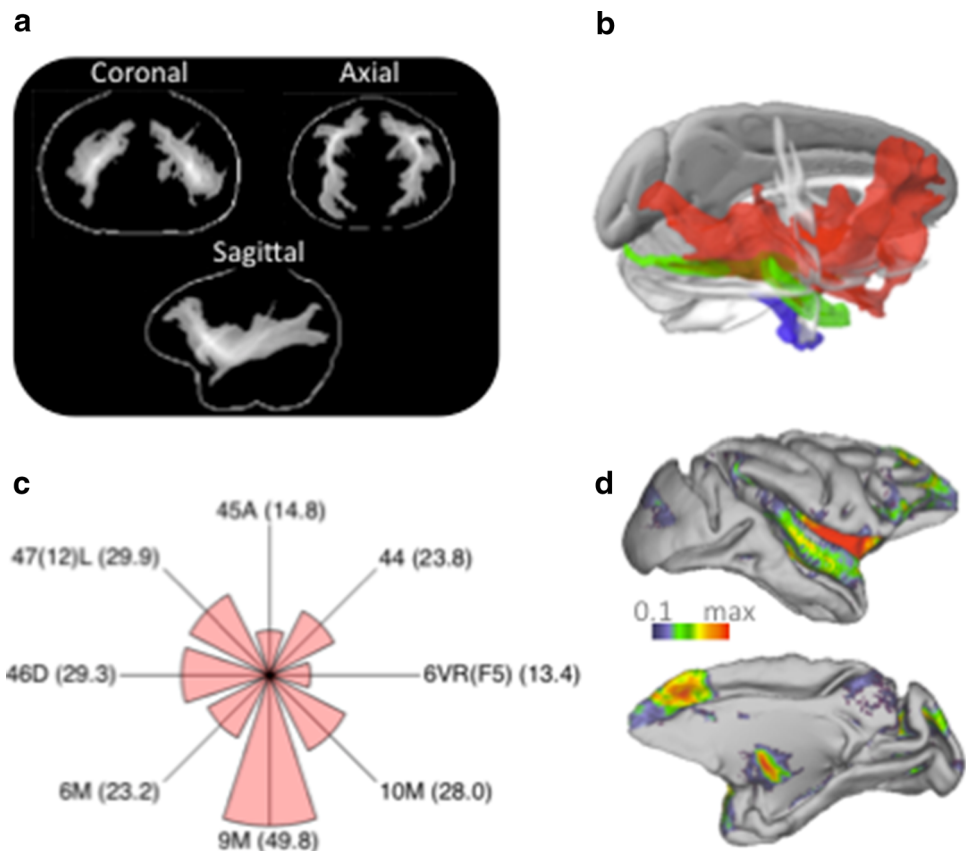 a
b
Coronal
Axial
Sagittal
c
d
45A (14.8)
47(12)L (29.9)
44 (23.8)
46D (29.3)
6VR(F5) (13.4)
6M (23.2)
10M (28.0)
9M (49.8)
0.1 max